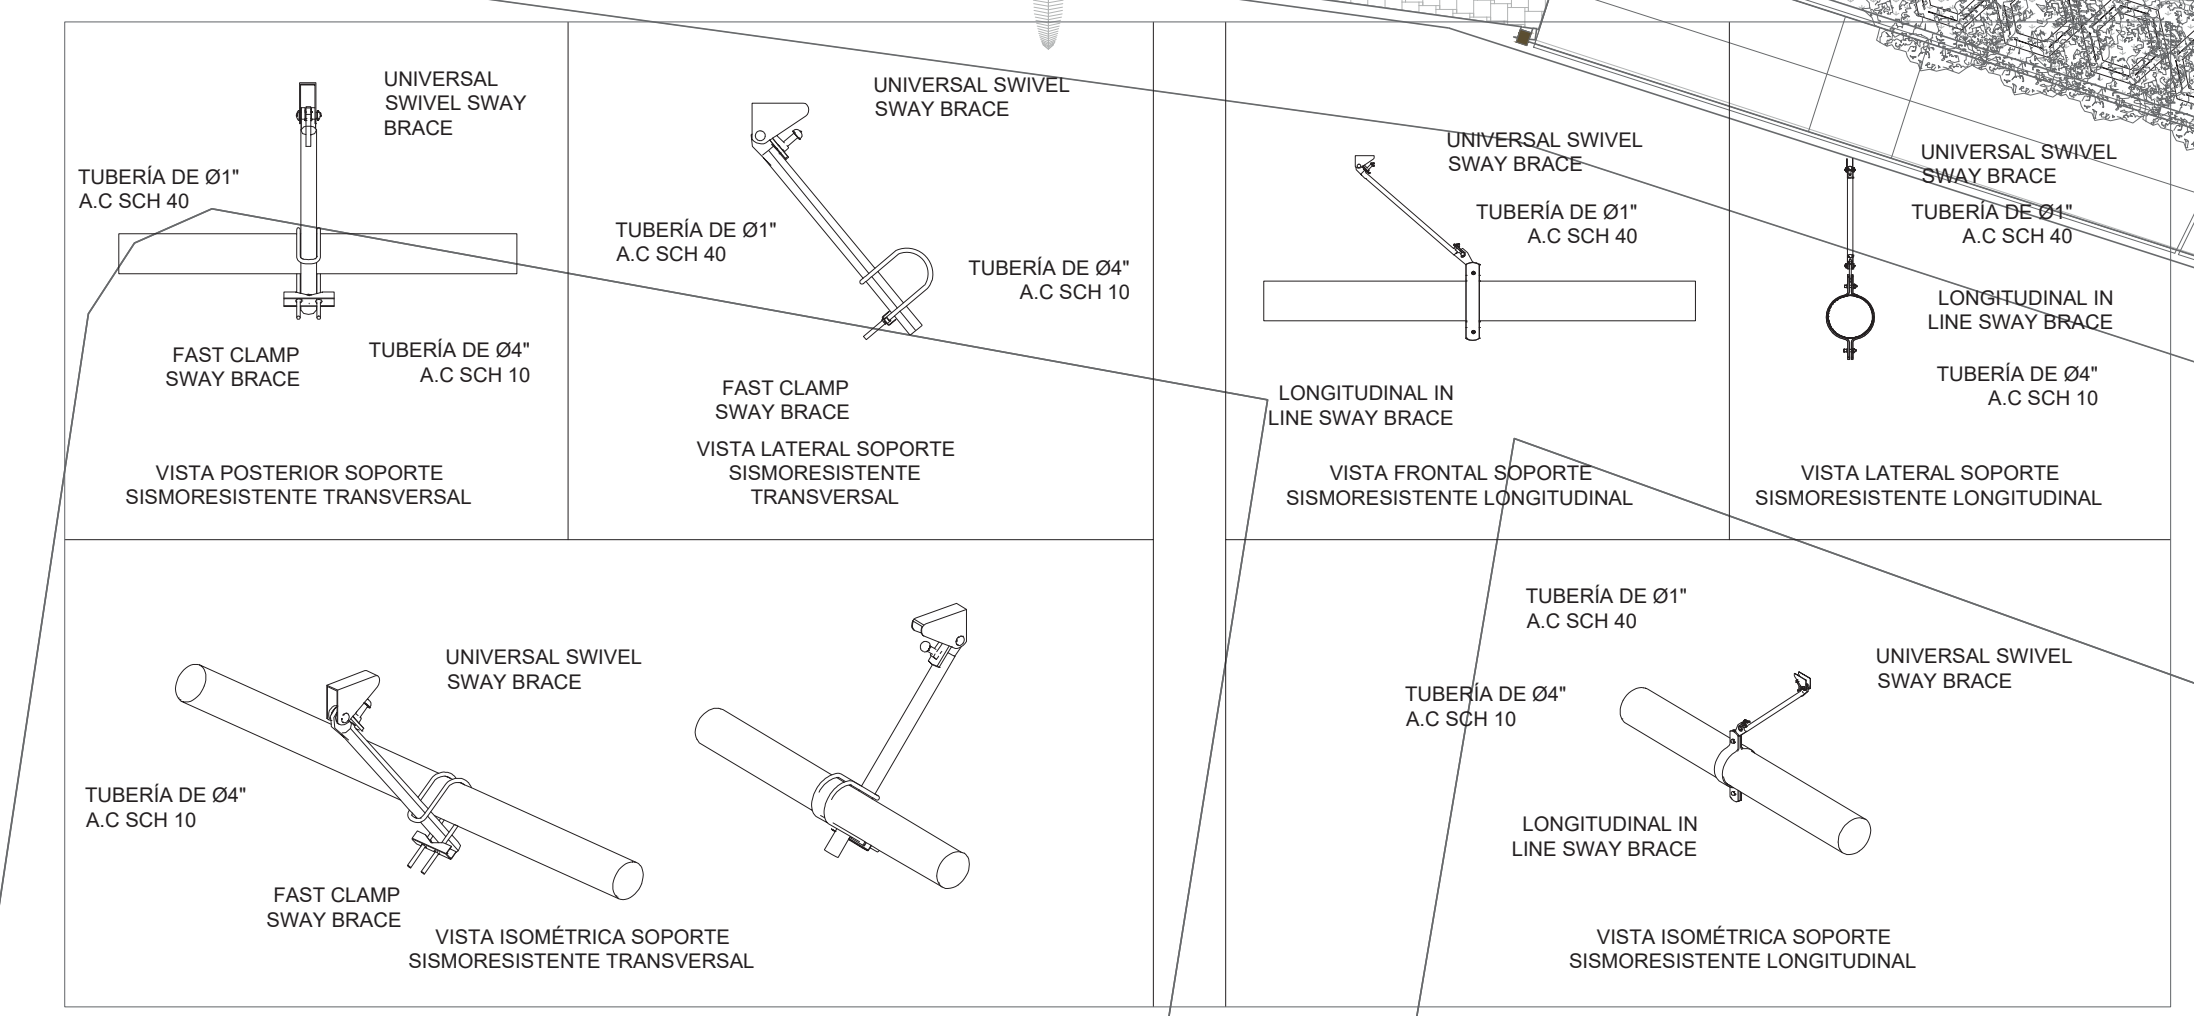 UNIVERSAL
SWIVEL SWAY
BRACE
TUBERÍA DE Ø1"
A.C SCH 40
FAST CLAMP
SWAY BRACE
TUBERÍA DE Ø4"
A.C SCH 10
VISTA POSTERIOR SOPORTE
SISMORESISTENTE TRANSVERSAL
UNIVERSAL SWIVEL
SWAY BRACE
TUBERÍA DE Ø1"
A.C SCH 40
TUBERÍA DE Ø4"
A.C SCH 10
FAST CLAMP
SWAY BRACE
VISTA LATERAL SOPORTE
SISMORESISTENTE
TRANSVERSAL
UNIVERSAL SWIVEL
SWAY BRACE
TUBERÍA DE Ø1"
A.C SCH 40
LONGITUDINAL IN
LINE SWAY BRACE
VISTA FRONTAL SOPORTE
SISMORESISTENTE LONGITUDINAL
UNIVERSAL SWIVEL
SWAY BRACE
TUBERÍA DE Ø1"
A.C SCH 40
LONGITUDINAL IN
LINE SWAY BRACE
TUBERÍA DE Ø4"
A.C SCH 10
VISTA LATERAL SOPORTE
SISMORESISTENTE LONGITUDINAL
UNIVERSAL SWIVEL
SWAY BRACE
TUBERÍA DE Ø4"
A.C SCH 10
FAST CLAMP
SWAY BRACE
VISTA ISOMÉTRICA SOPORTE
SISMORESISTENTE TRANSVERSAL
TUBERÍA DE Ø1"
A.C SCH 40
UNIVERSAL SWIVEL
SWAY BRACE
TUBERÍA DE Ø4"
A.C SCH 10
LONGITUDINAL IN
LINE SWAY BRACE
VISTA ISOMÉTRICA SOPORTE
SISMORESISTENTE LONGITUDINAL